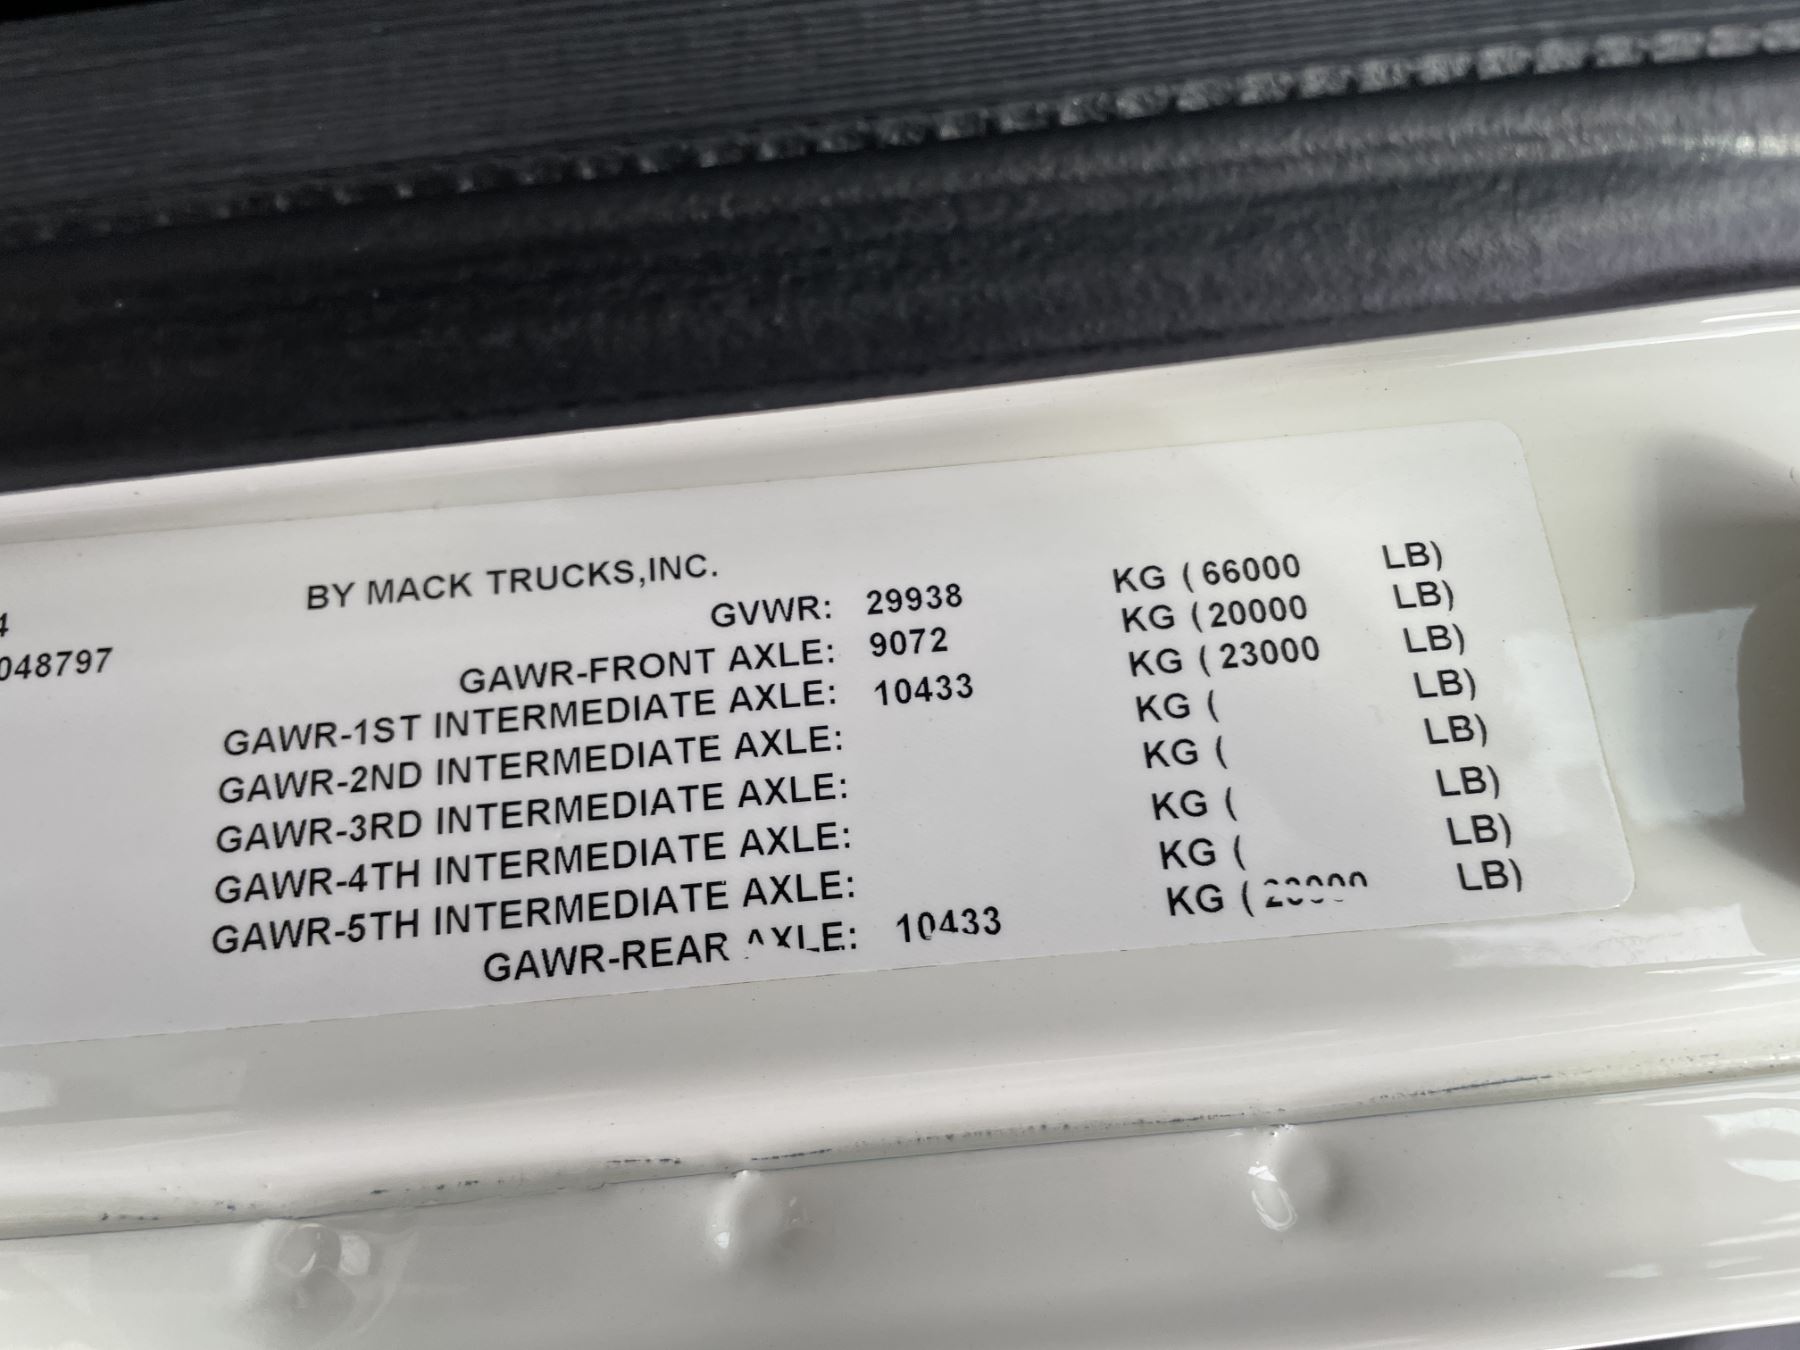 BY MACK TRUCKS,INC.
4
GVWR: 29938 KG (66000 LB)
048797
GAWR-FRONT AXLE: 9072 KG (20000 LB)
GAWR-1ST INTERMEDIATE AXLE: 10433 KG (23000 LB)
GAWR-2ND INTERMEDIATE AXLE: KG ( LB)
GAWR-3RD INTERMEDIATE AXLE: KG ( LB)
GAWR-4TH INTERMEDIATE AXLE: KG ( LB)
GAWR-5TH INTERMEDIATE AXLE: KG ( LB)
GAWR-REAR AXLE: 10433 KG (23000 LB)